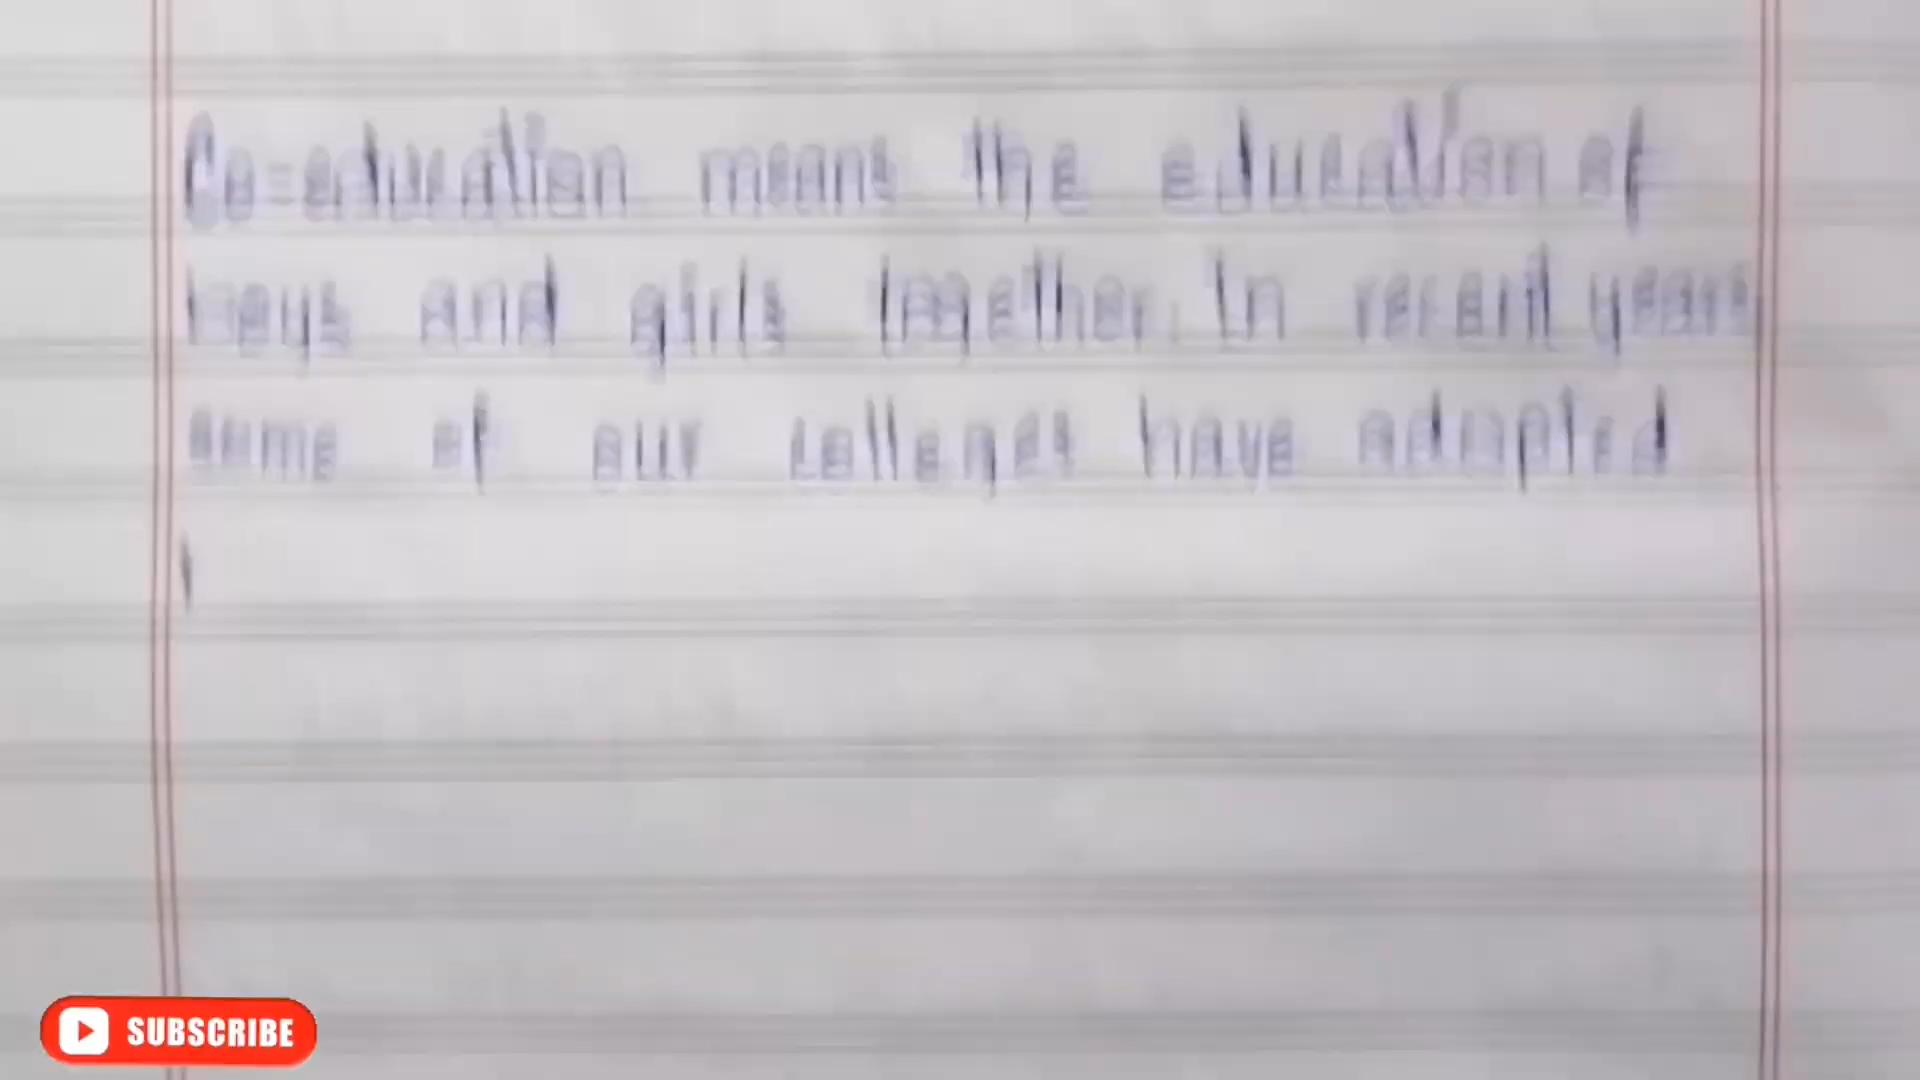 Co-education means the education of
boys and girls together. In recent years
some of our colleges have adopted
SUBSCRIBE